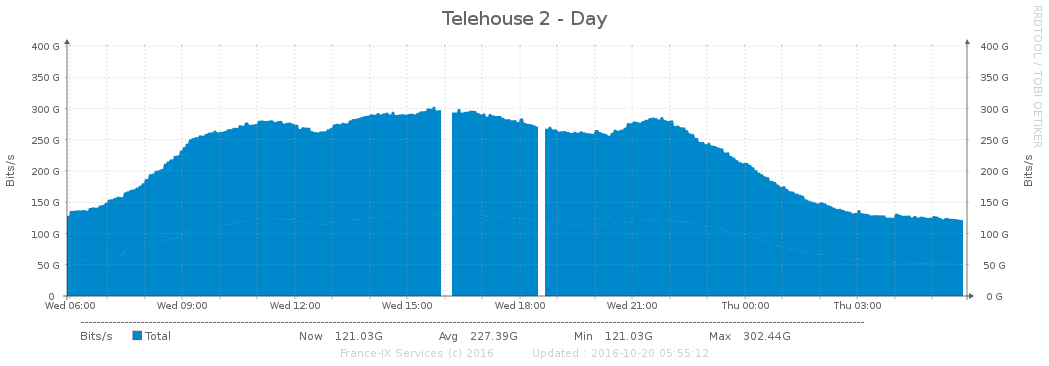 Telehouse 2 - Day
RRDTOOL / TOBI OETIKER
Bits/s
400 G
350 G
300 G
250 G
200 G
150 G
100 G
50 G
0
400 G
350 G
300 G
250 G
200 G
150 G
100 G
50 G
0 G
Bits/s
Wed 06:00 Wed 09:00 Wed 12:00 Wed 15:00 Wed 18:00 Wed 21:00 Thu 00:00 Thu 03:00
Bits/s Total Now 121.03G Avg 227.39G Min 121.03G Max 302.44G
France-IX Services (c) 2016 Updated : 2016-10-20 05:55:12